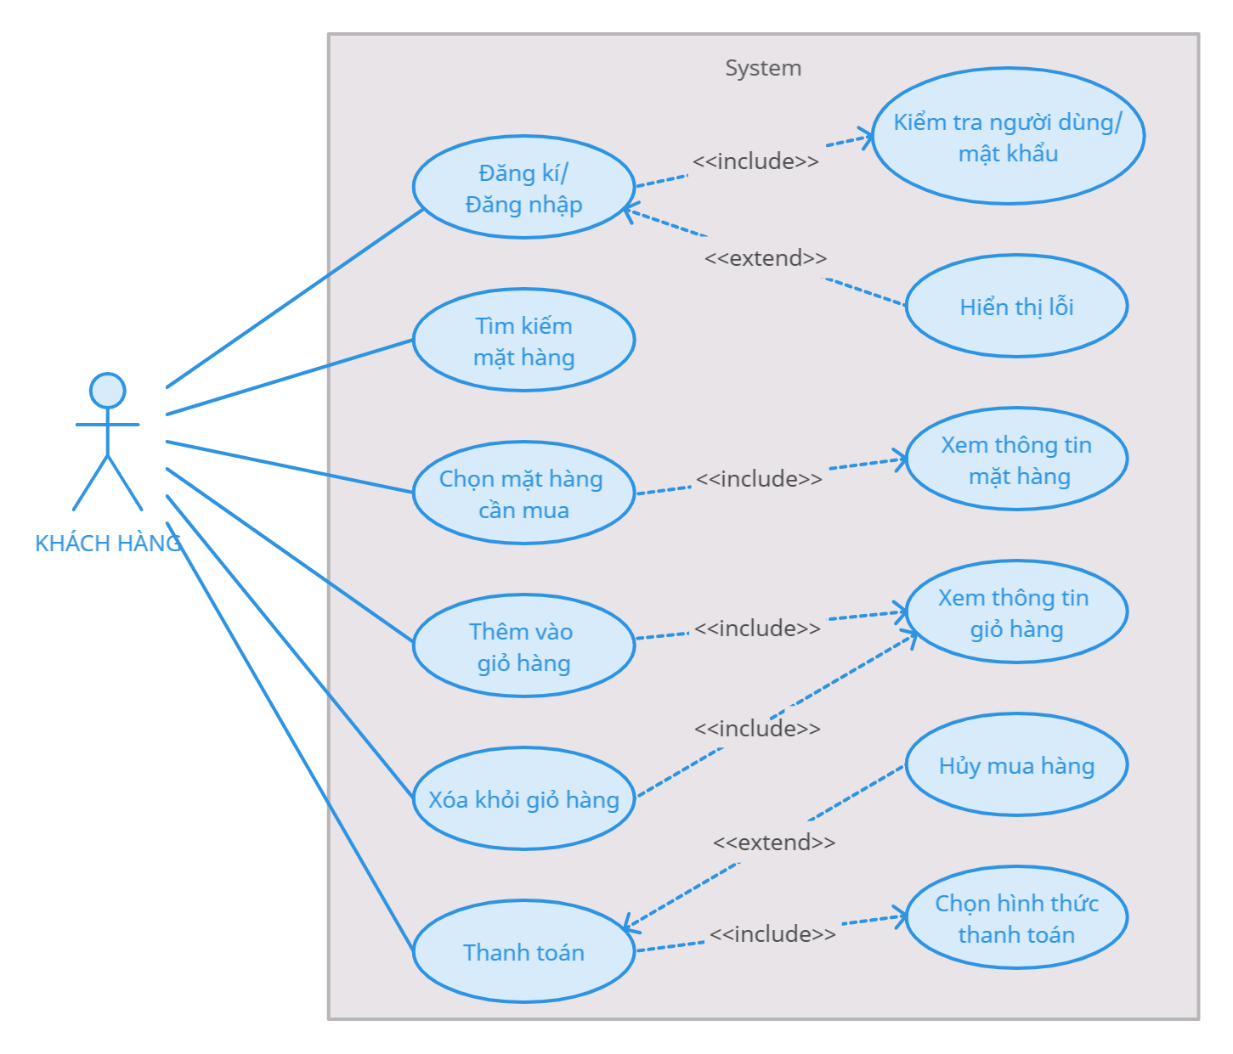 System
Kiểm tra người dùng/
mật khẩu
<<include>>
Đăng kí/
Đăng nhập
<<extend>>
Hiển thị lỗi
Tìm kiếm
mặt hàng
Xem thông tin
mặt hàng
Chọn mặt hàng
cần mua
<<include>>
KHÁCH HÀNG
Xem thông tin
giỏ hàng
Thêm vào
giỏ hàng
<<include>>
<<include>>
Hủy mua hàng
Xóa khỏi giỏ hàng
<<extend>>
Chọn hình thức
thanh toán
<<include>>
Thanh toán